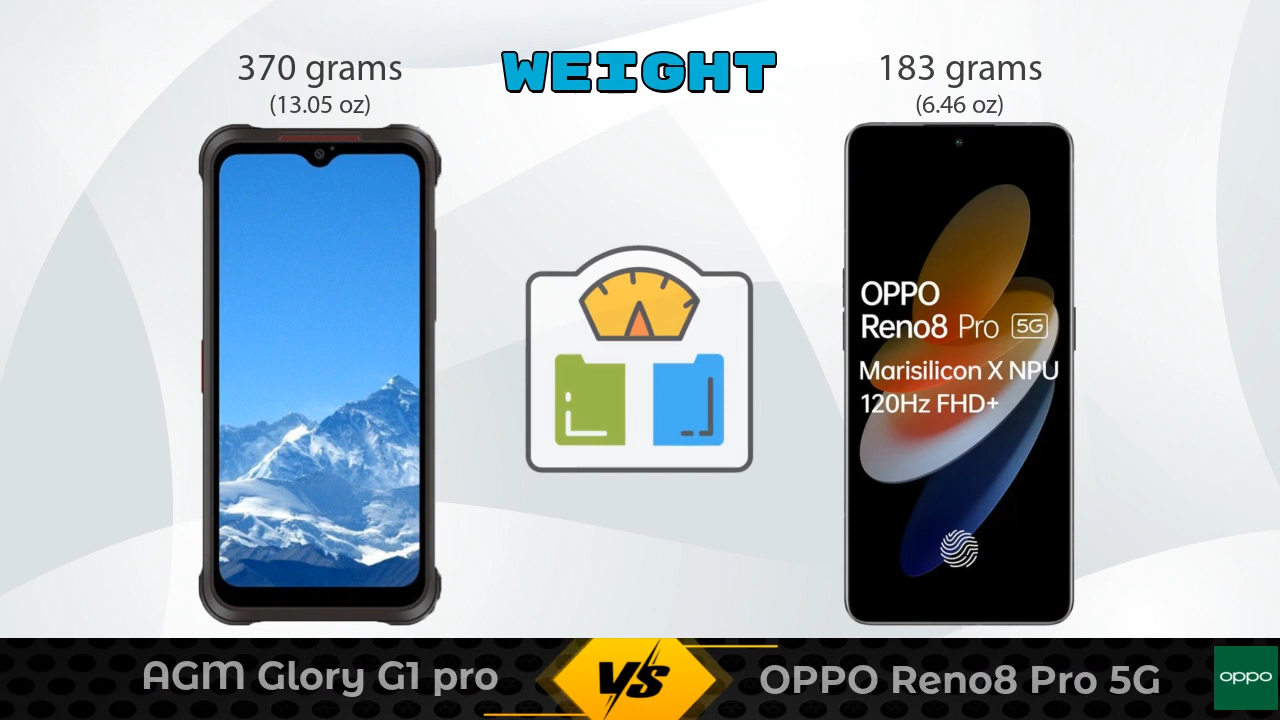 WEIGHT
370 grams
(13.05 oz)
183 grams
(6.46 oz)
OPPO
Reno8 Pro 5G
Marisilicon X NPU
120Hz FHD+
AGM Glory G1 pro
VS
OPPO Reno8 Pro 5G
oppo